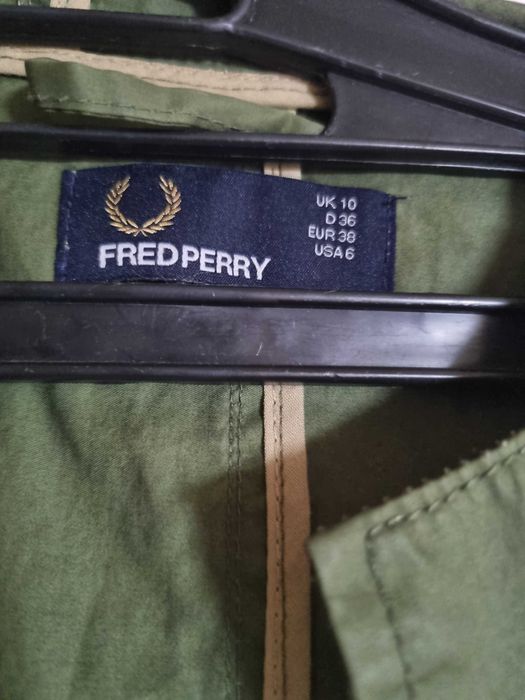 FRED PERRY
UK 10
D 36
EUR 38
USA 6